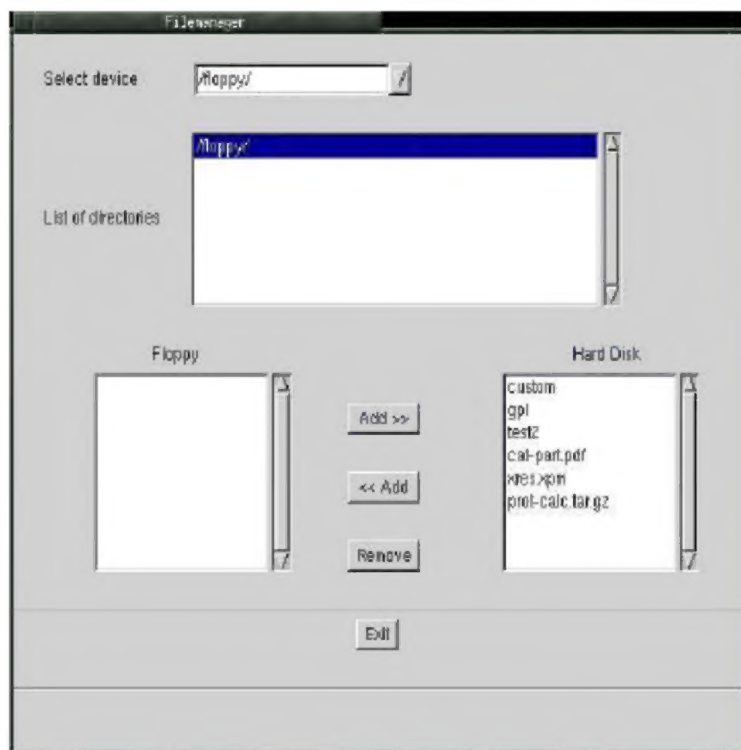 Filemanager
Select device
/floppy/
/floppy/
List of directories
Floppy
Hard Disk
custom
gpl
test2
cal-part.pdf
xres.xpm
prof-calc.tar.gz
Add >>
<< Add
Remove
Exit